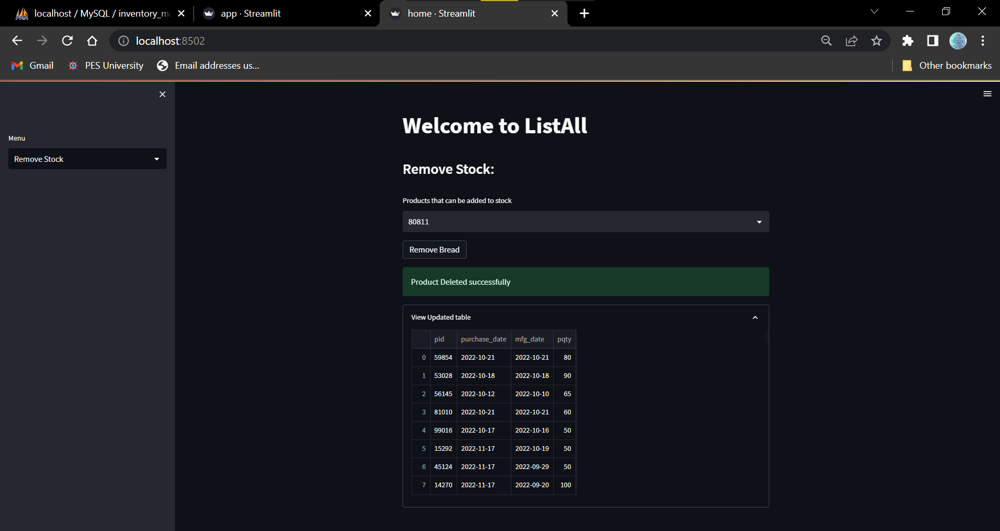 localhost / MySQL / inventory_ma
app · Streamlit
home · Streamlit
localhost:8502
Gmail
PES University
Email addresses us...
Other bookmarks
Menu
Remove Stock
Welcome to ListAll
Remove Stock:
Products that can be added to stock
80811
Remove Bread
Product Deleted successfully
View Updated table
pid purchase_date mfg_date pqty
0 59854 2022-10-21 2022-10-21 80
1 53028 2022-10-18 2022-10-18 90
2 56145 2022-10-12 2022-10-10 65
3 81010 2022-10-21 2022-10-21 60
4 99016 2022-10-17 2022-10-16 50
5 15292 2022-11-17 2022-10-19 50
6 45124 2022-11-17 2022-09-29 50
7 14270 2022-11-17 2022-09-20 100